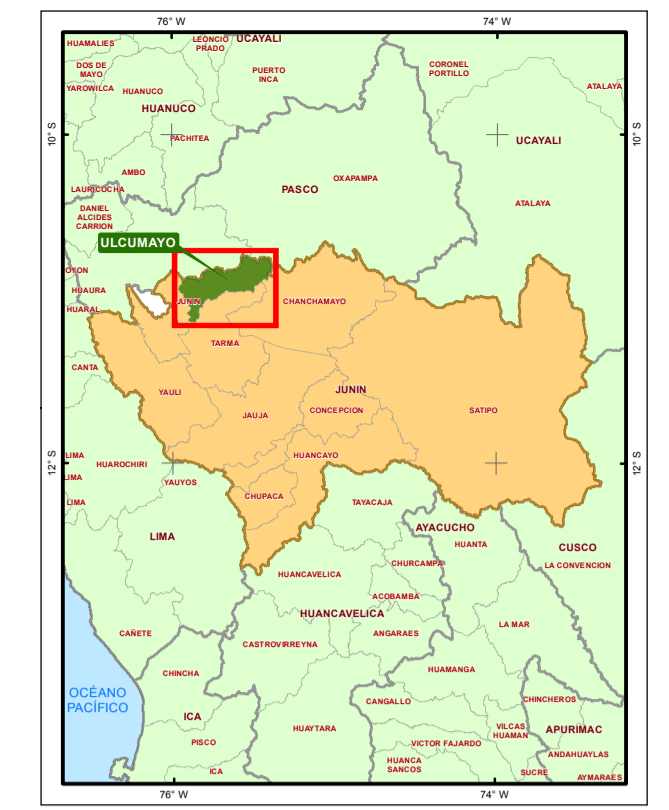 76° W
74° W
HUAMALIES
LEONCIO
PRADO
UCAYALI
DOS DE
MAYO
PUERTO
INCA
CORONEL
PORTILLO
YAROWILCA
HUANUCO
ATALAYA
HUANUCO
10° S
10° S
PACHITEA
UCAYALI
AMBO
OXAPAMPA
LAURICOCHA
PASCO
DANIEL
ALCIDES
CARRION
ATALAYA
ULCUMAYO
OYON
HUAURA
JUNIN
CHANCHAMAYO
HUARAL
TARMA
CANTA
YAULI
JUNIN
JAUJA
CONCEPCION
SATIPO
LIMA
HUAROCHIRI
HUANCAYO
12° S
12° S
LIMA
YAUYOS
CHUPACA
LIMA
TAYACAJA
LIMA
AYACUCHO
HUANTA
CUSCO
CHURCAMPA
LA CONVENCION
HUANCAVELICA
ACOBAMBA
HUANCAVELICA
LA MAR
CAÑETE
ANGARAES
CASTROVIRREYNA
CHINCHA
HUAMANGA
OCÉANO
PACÍFICO
CANGALLO
CHINCHEROS
ICA
HUAYTARA
VILCAS
HUAMAN
APURIMAC
PISCO
VICTOR FAJARDO
ANDAHUAYLAS
HUANCA
SANCOS
ICA
SUCRE
AYMARAES
76° W
74° W